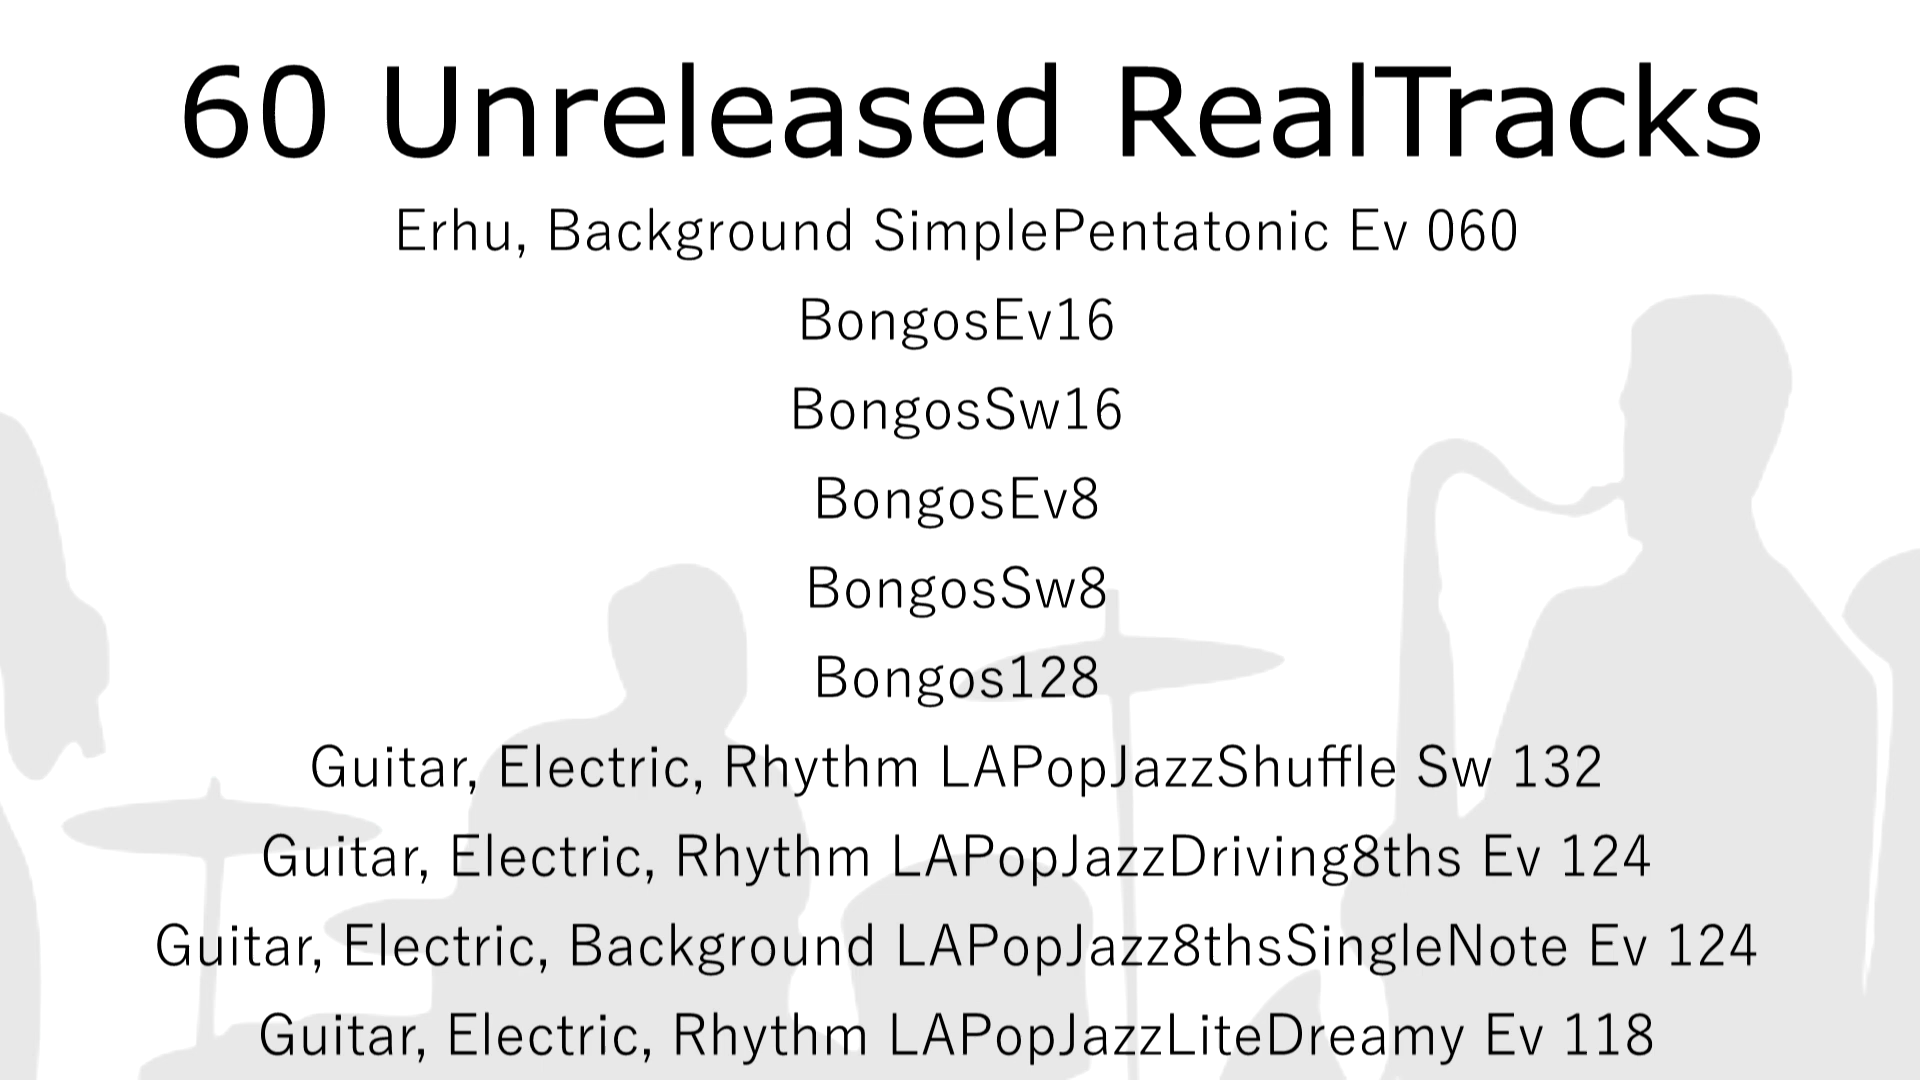 60 Unreleased RealTracks
Erhu, Background SimplePentatonic Ev 060
BongosEv16
BongosSw16
BongosEv8
BongosSw8
Bongos128
Guitar, Electric, Rhythm LAPopJazzShuffle Sw 132
Guitar, Electric, Rhythm LAPopJazzDriving8ths Ev 124
Guitar, Electric, Background LAPopJazz8thsSingleNote Ev 124
Guitar, Electric, Rhythm LAPopJazzLiteDreamy Ev 118